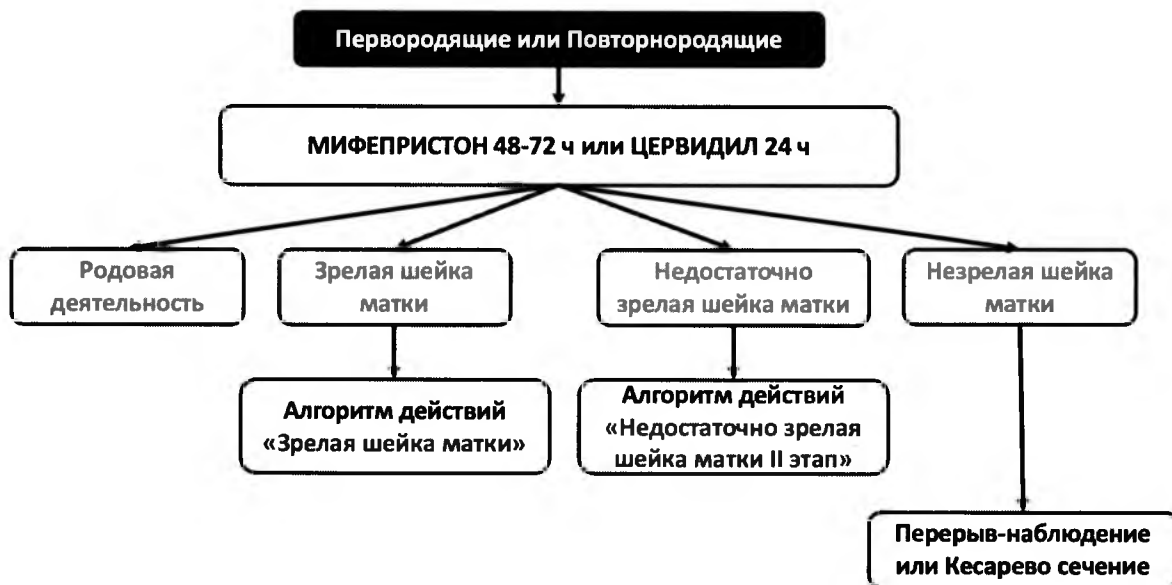 Первородящие или Повторнородящие
МИФЕПРИСТОН 48-72 ч или ЦЕРВИДИЛ 24 ч
Родовая
деятельность
Зрелая шейка
матки
Недостаточно
зрелая шейка матки
Незрелая шейка
матки
Алгоритм действий
«Зрелая шейка матки»
Алгоритм действий
«Недостаточно зрелая
шейка матки II этап»
Перерыв-наблюдение
или Кесарево сечение